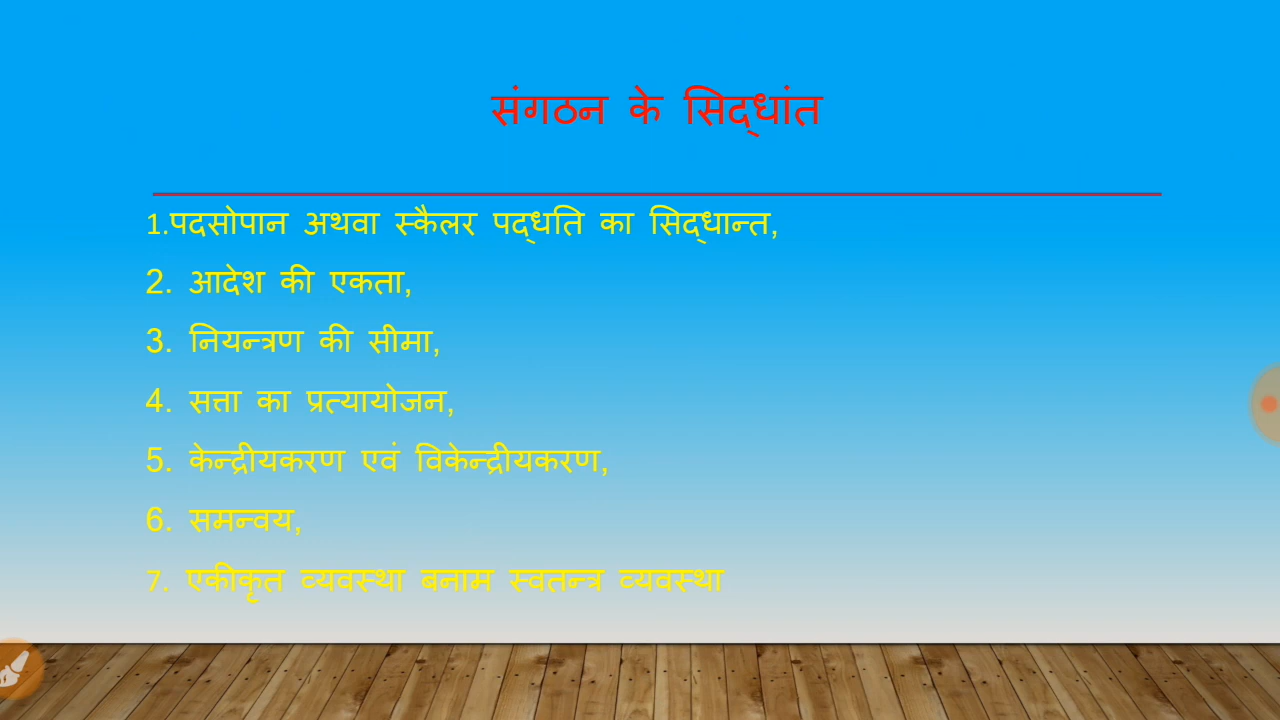 संगठन के सिद्धांत
1.पदसोपान अथवा स्कैलर पद्धति का सिद्धान्त,
2. आदेश की एकता,
3. नियन्त्रण की सीमा,
4. सत्ता का प्रत्यायोजन,
5. केन्द्रीयकरण एवं विकेन्द्रीयकरण,
6. समन्वय,
7. एकीकृत व्यवस्था बनाम स्वतन्त्र व्यवस्था